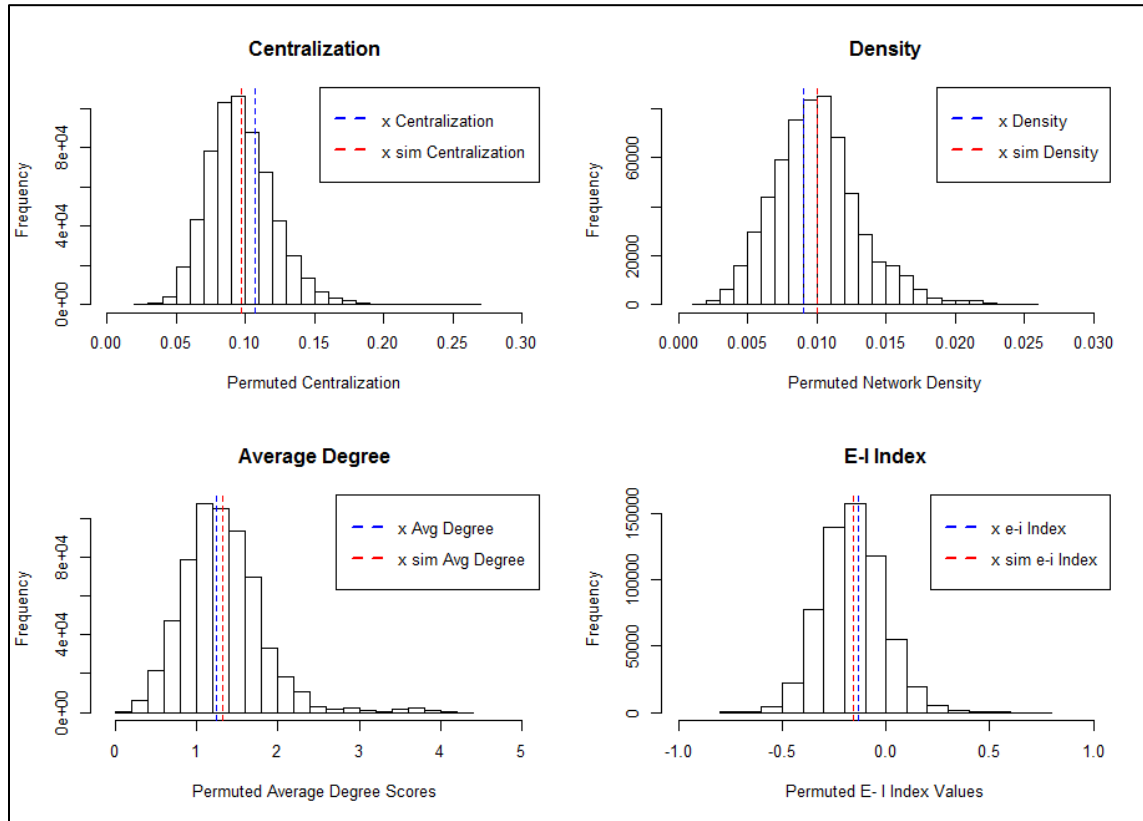 Centralization
Frequency
0e+00 4e+04 8e+04
x Centralization
x sim Centralization
0.00 0.05 0.10 0.15 0.20 0.25 0.30
Permuted Centralization
Density
Frequency
0 20000 60000
x Density
x sim Density
0.000 0.005 0.010 0.015 0.020 0.025 0.030
Permuted Network Density
Average Degree
Frequency
0e+00 4e+04 8e+04
x Avg Degree
x sim Avg Degree
0 1 2 3 4 5
Permuted Average Degree Scores
E-I Index
Frequency
0 50000 100000 150000
x e-i Index
x sim e-i Index
-1.0 -0.5 0.0 0.5 1.0
Permuted E- I Index Values